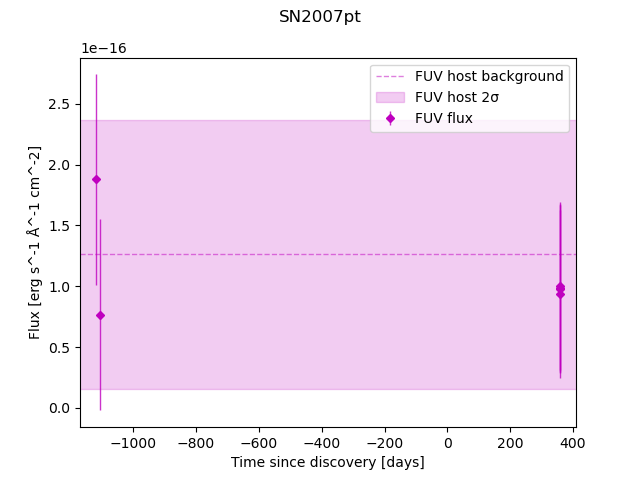 SN2007pt
1e−16
FUV host background
FUV host 2σ
FUV flux
2.5
2.0
1.5
1.0
0.5
0.0
Flux [erg s^-1 Å^-1 cm^-2]
−1000 −800 −600 −400 −200 0 200 400
Time since discovery [days]